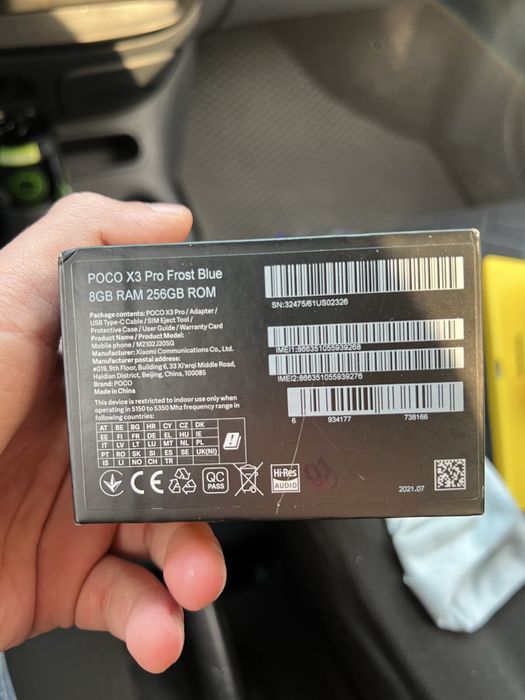 POCO X3 Pro Frost Blue
8GB RAM 256GB ROM
Package contents: POCO X3 Pro / Adapter /
USB Type-C Cable / SIM Eject Tool /
Protective Case / User Guide / Warranty Card
Product Name / Product Model:
Mobile phone / M2102J20SG
Manufacturer: Xiaomi Communications Co., Ltd.
Manufacturer postal address:
#019, 9th Floor, Building 6, 33 Xi'erqi Middle Road,
Haidian District, Beijing, China, 100085
Brand: POCO
Made in China
This device is restricted to indoor use only when
operating in 5150 to 5350 Mhz frequency range in
following countries:
AT BE BG HR CY CZ DK
EE FI FR DE EL HU IE
IT LV LT LU MT NL PL
PT RO SK SI ES SE UK(NI)
IS LI NO CH TR
CE
QC
PASS
Hi-Res
AUDIO
SN:32475/61US02326
IMEI1:866351055939268
IMEI2:866351055939276
6 934177 738166
2021.07